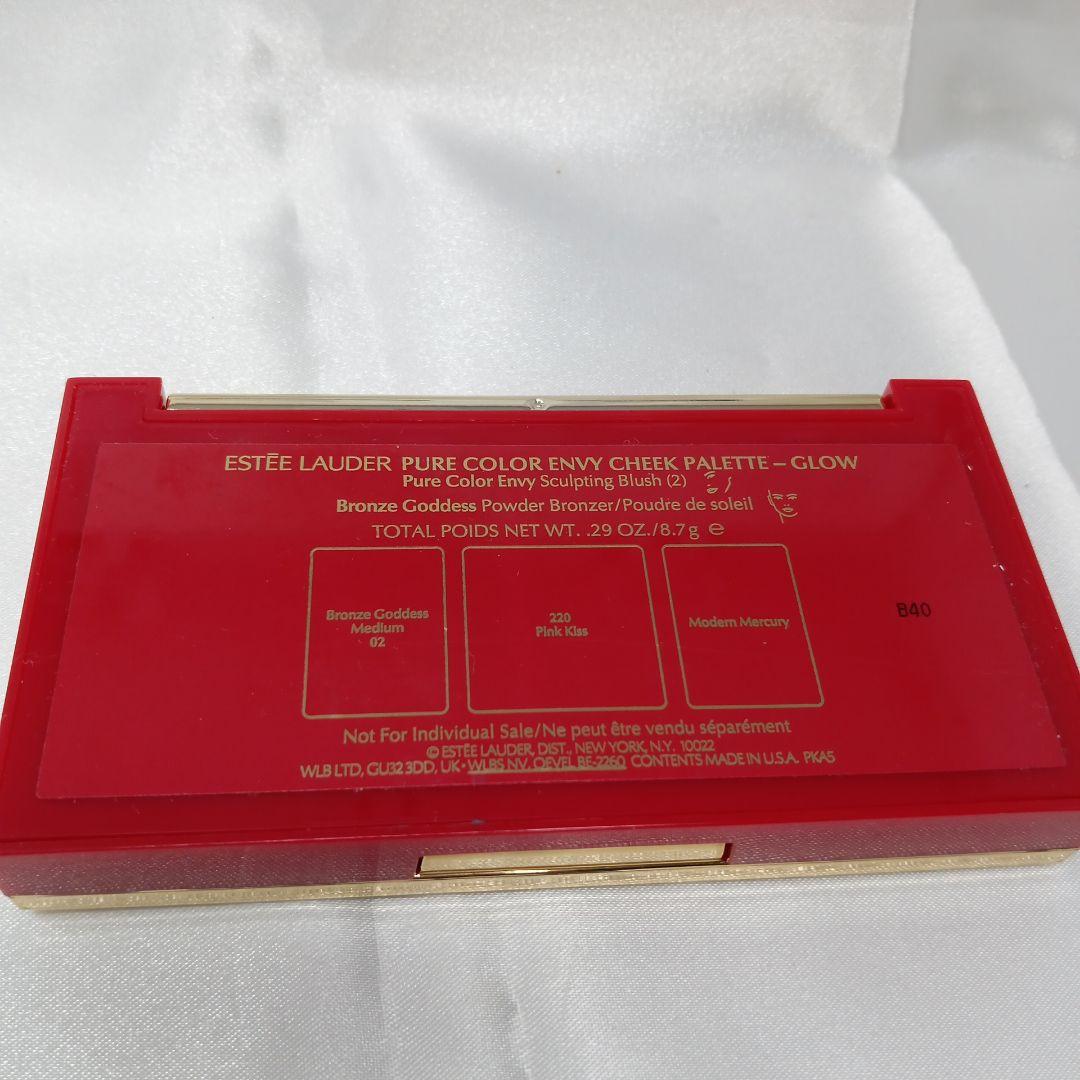 ESTĒE LAUDER PURE COLOR ENVY CHEEK PALETTE – GLOW
Pure Color Envy Sculpting Blush (2)
Bronze Goddess Powder Bronzer/Poudre de soleil
TOTAL POIDS NET WT. .29 OZ./8.7g ℮
Bronze Goddess
Medium
02
220
Pink Kiss
Modern Mercury
B40
Not For Individual Sale/Ne peut être vendu séparément
© ESTĒE LAUDER, DIST., NEW YORK, N.Y. 10022
WLB LTD, GU32 3DD, UK • WLBS NV. OEVEL BE-2260 CONTENTS MADE IN U.S.A. PKA5